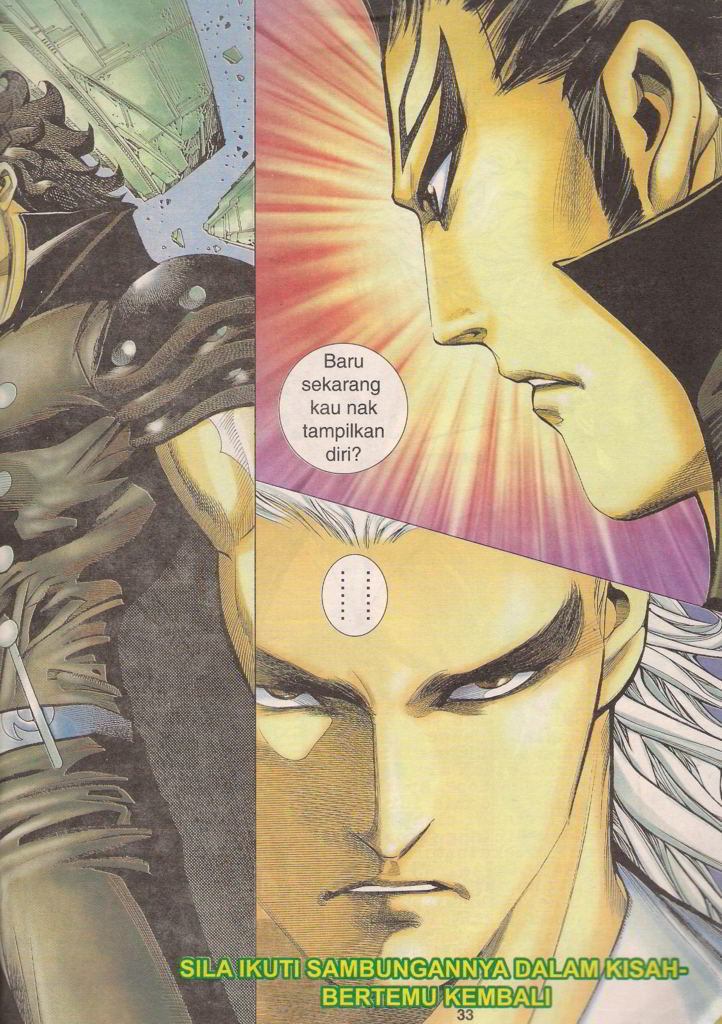 Baru
sekarang
kau nak
tampilkan
diri?
SILA IKUTI SAMBUNGANNYA DALAM KISAH-
BERTEMU KEMBALI
33